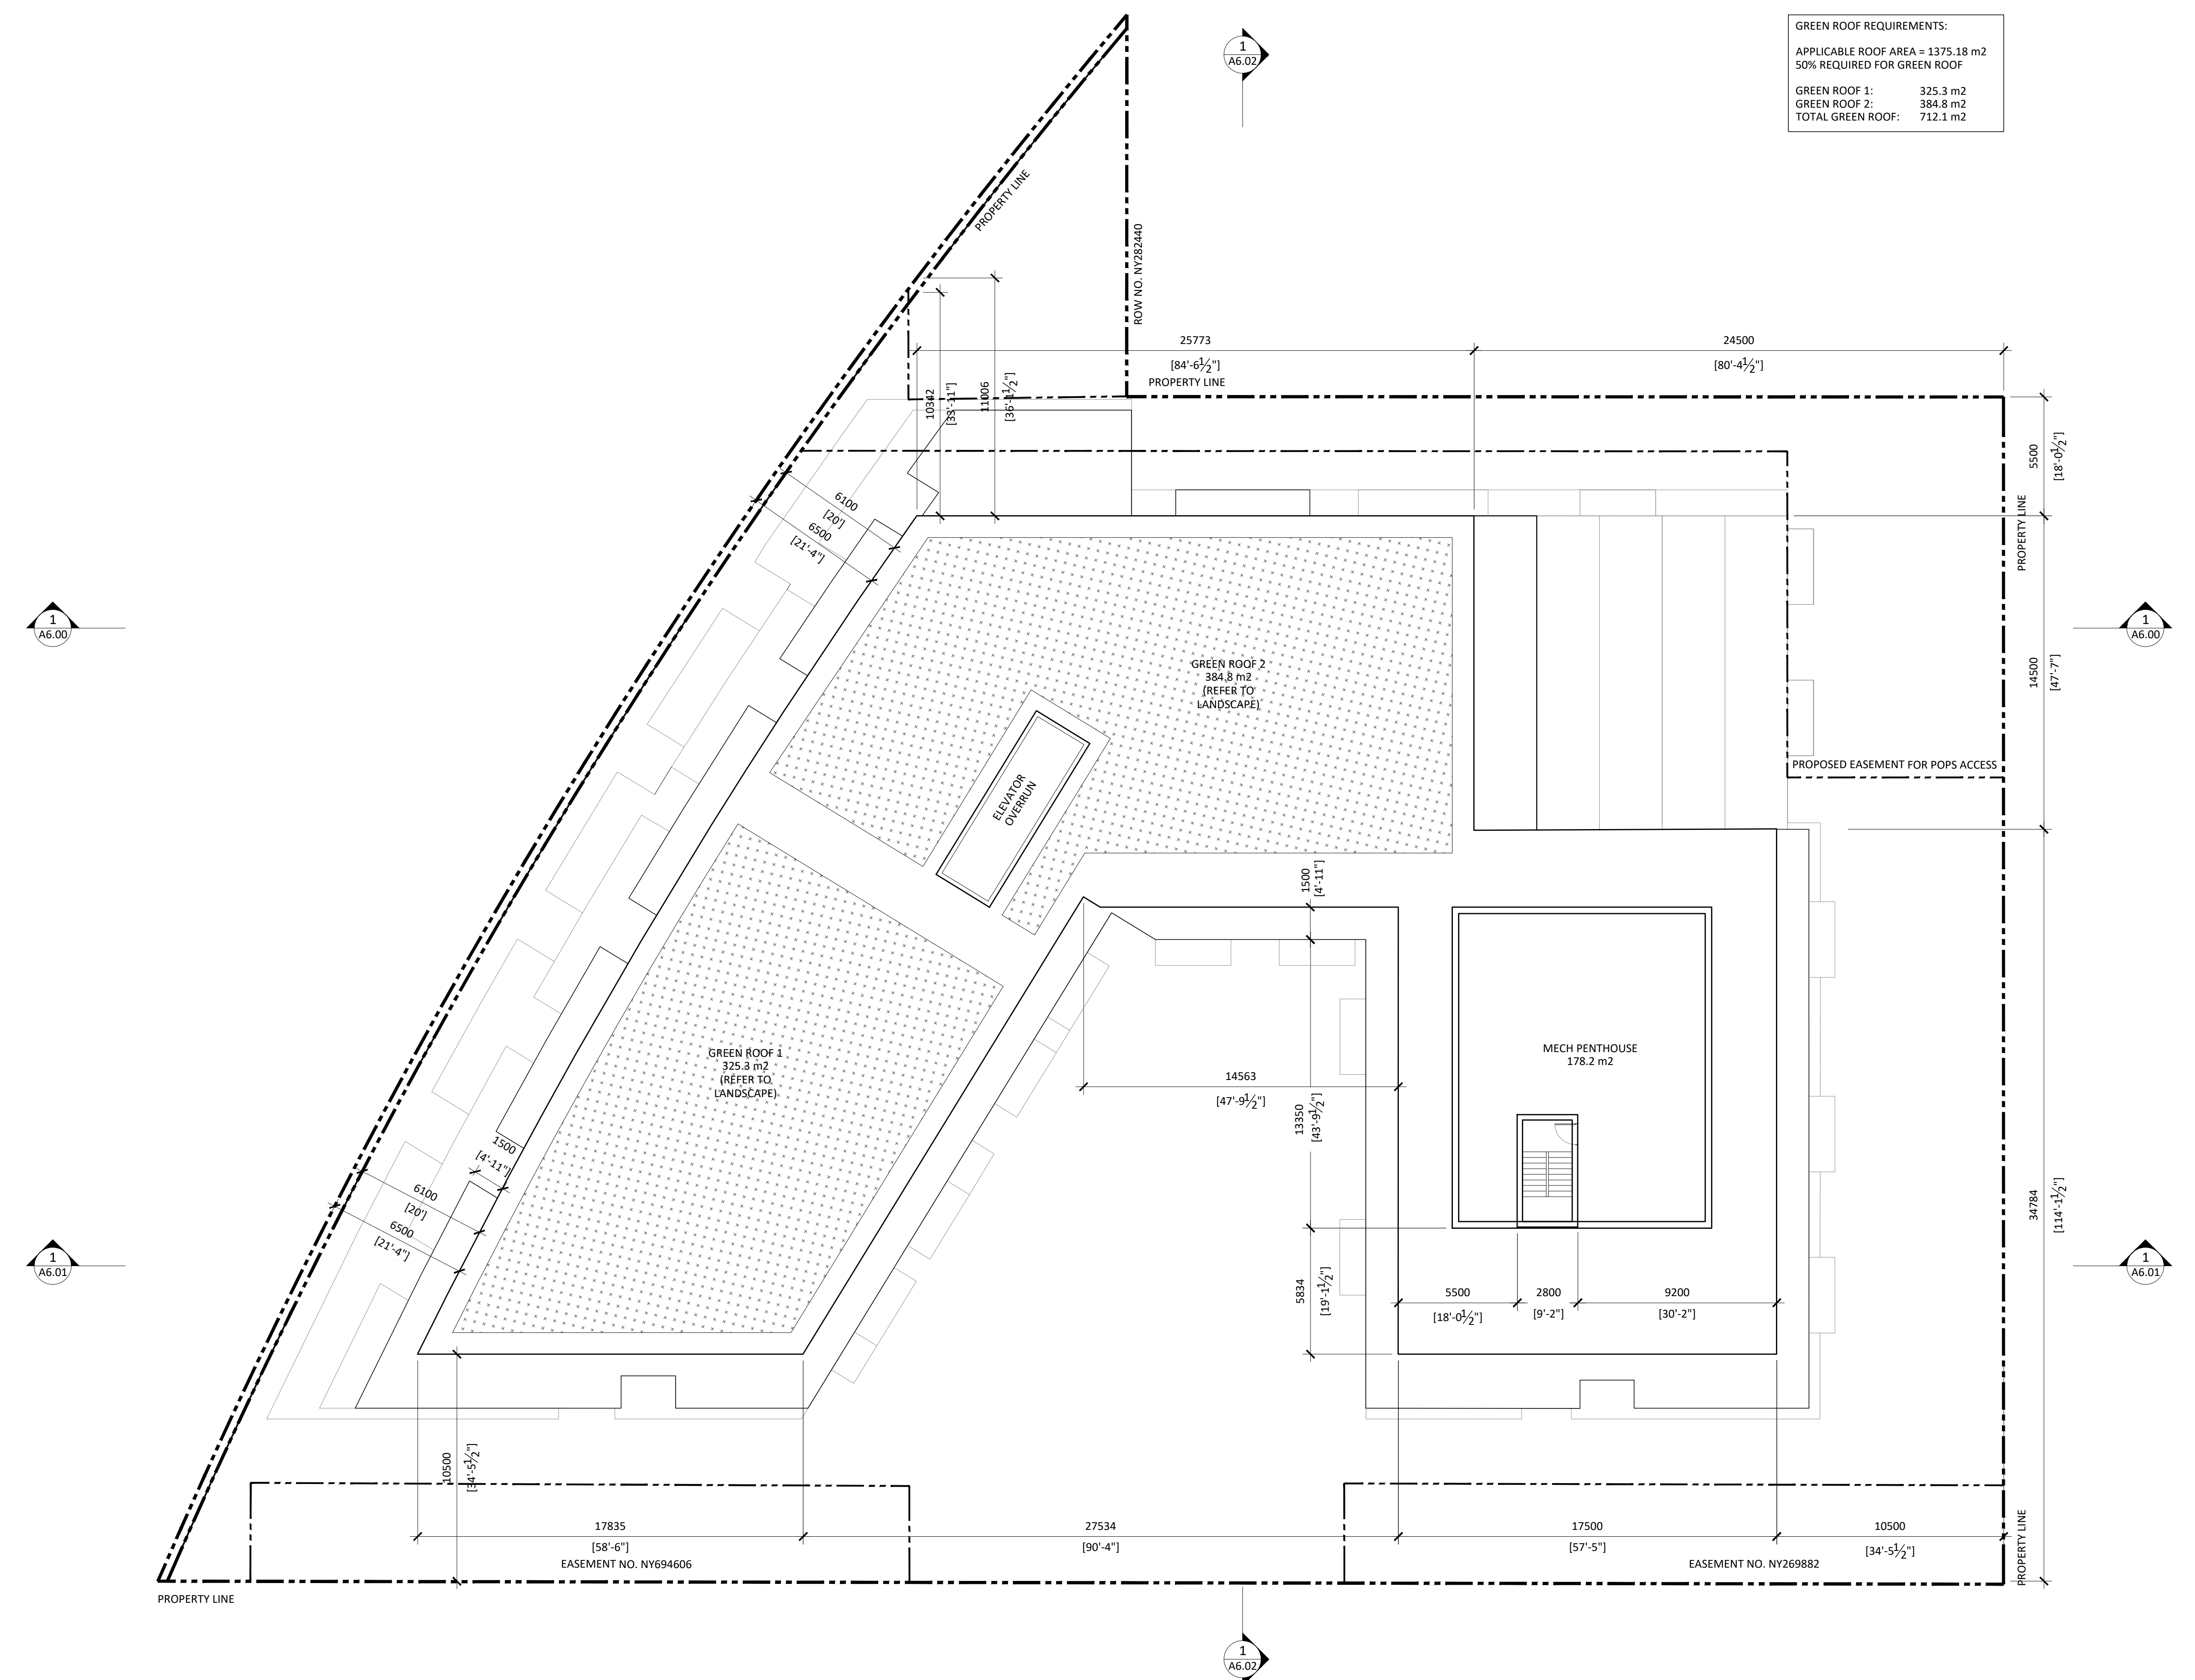 GREEN ROOF REQUIREMENTS:
APPLICABLE ROOF AREA = 1375.18 m2
50% REQUIRED FOR GREEN ROOF
GREEN ROOF 1: 325.3 m2
GREEN ROOF 2: 384.8 m2
TOTAL GREEN ROOF: 712.1 m2
1
A6.02
PROPERTY LINE
ROW NO. NY282440
25773
[84'-6½"]
PROPERTY LINE
24500
[80'-4½"]
10342
[33'-11"]
11006
[36'-1½"]
5500
[18'-0½"]
PROPERTY LINE
6100
[20']
6500
[21'-4"]
1
A6.00
1
A6.00
GREEN ROOF 2
384.8 m2
(REFER TO
LANDSCAPE)
14500
[47'-7"]
ELEVATOR
OVERRUN
PROPOSED EASEMENT FOR POPS ACCESS
1500
[4'-11"]
GREEN ROOF 1
325.3 m2
(REFER TO
LANDSCAPE)
MECH PENTHOUSE
178.2 m2
14563
[47'-9½"]
13350
[43'-9½"]
1500
[4'-11"]
6100
[20']
6500
[21'-4"]
34784
[114'-1½"]
1
A6.01
1
A6.01
5834
[19'-1½"]
5500
[18'-0½"]
2800
[9'-2"]
9200
[30'-2"]
10500
[34'-5½"]
17835
[58'-6"]
27534
[90'-4"]
17500
[57'-5"]
10500
[34'-5½"]
EASEMENT NO. NY694606
EASEMENT NO. NY269882
PROPERTY LINE
PROPERTY LINE
1
A6.02